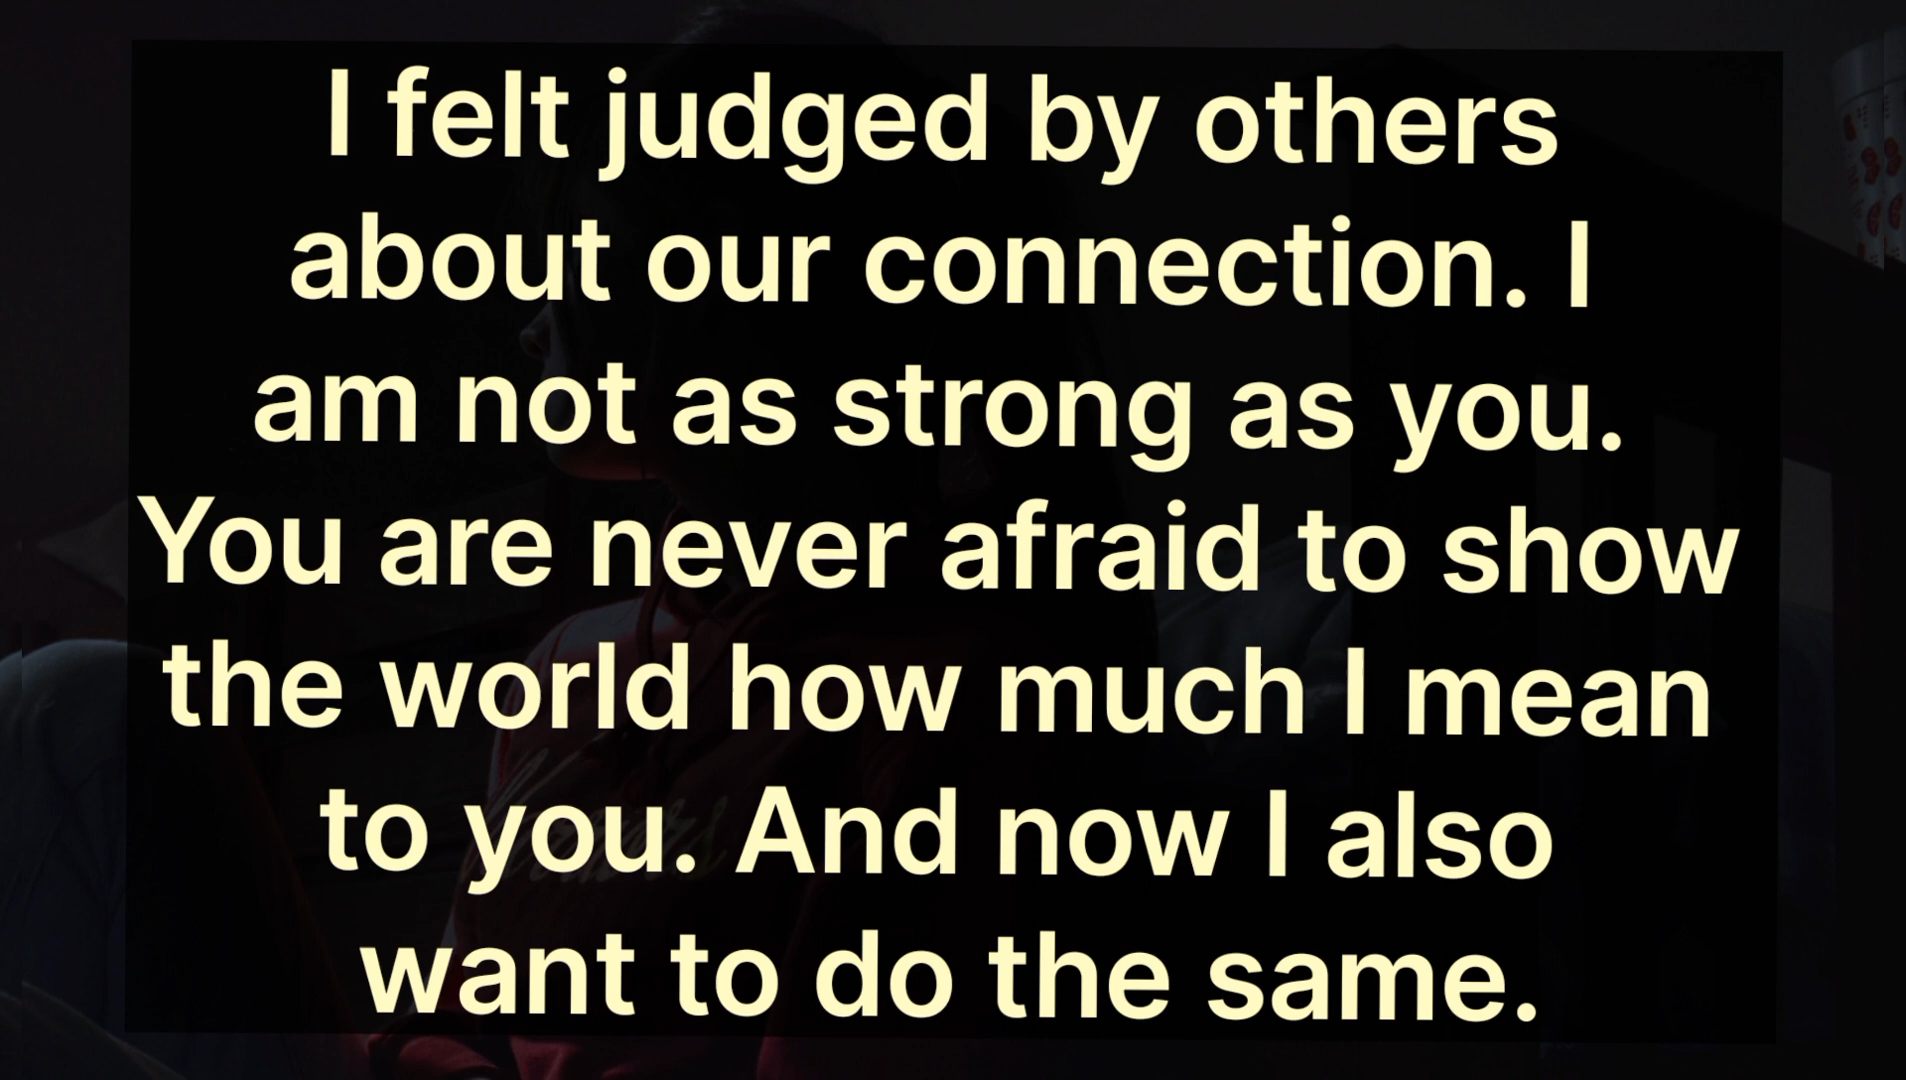 I felt judged by others
about our connection. I
am not as strong as you.
You are never afraid to show
the world how much I mean
to you. And now I also
want to do the same.